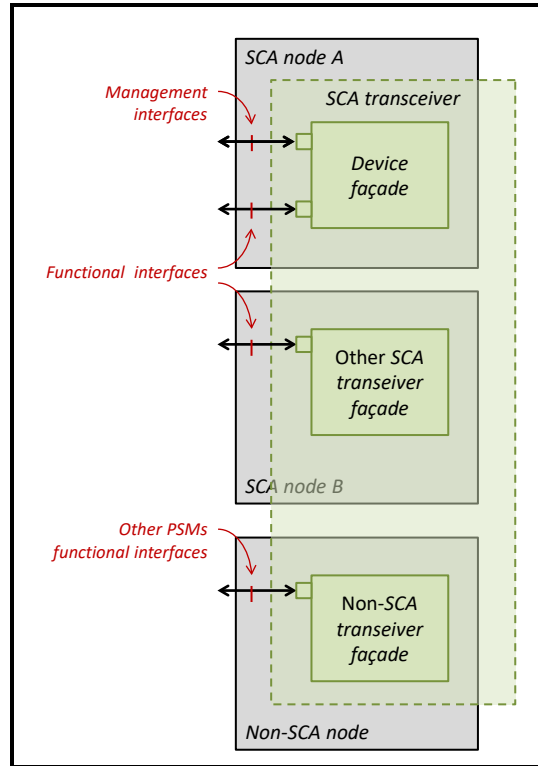 SCA node A
Management
interfaces
SCA transceiver
Device
façade
Functional interfaces
Other SCA
transeiver
façade
SCA node B
Other PSMs
functional interfaces
Non-SCA
transeiver
façade
Non-SCA node